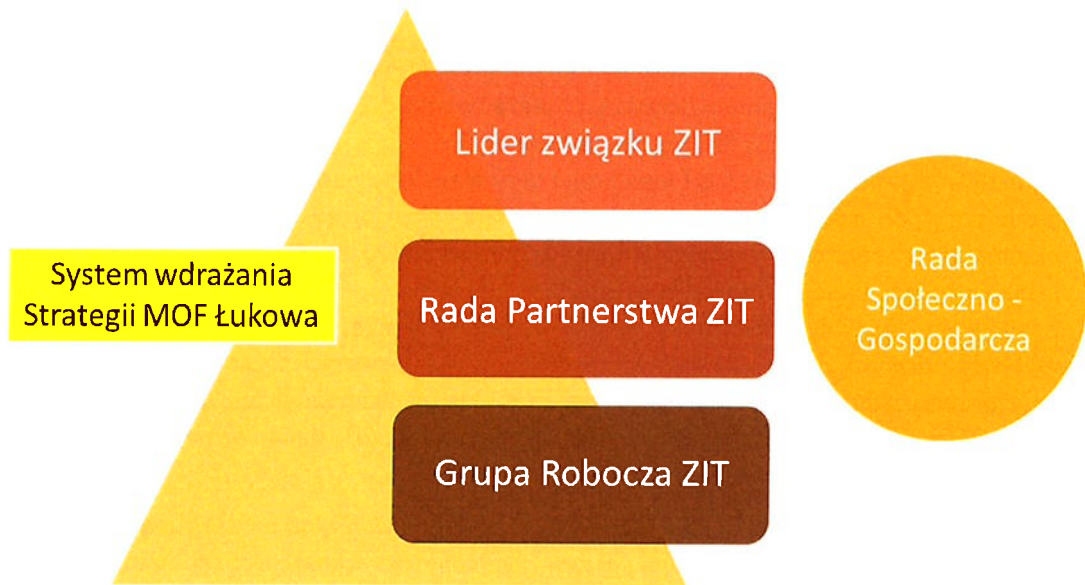 Lider związku ZIT
System wdrażania
Strategii MOF Łukowa
Rada Partnerstwa ZIT
Rada
Społeczno -
Gospodarcza
Grupa Robocza ZIT